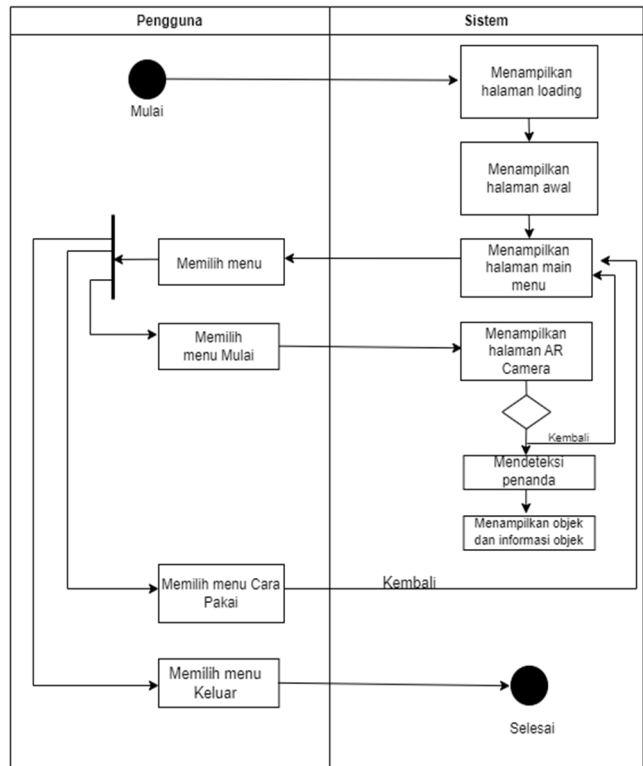 Pengguna
Sistem
Mulai
Menampilkan
halaman loading
Menampilkan
halaman awal
Memilih menu
Menampilkan
halaman main
menu
Memilih
menu Mulai
Menampilkan
halaman AR
Camera
Kembali
Mendeteksi
penanda
Menampilkan objek
dan informasi objek
Memilih menu Cara
Pakai
Kembali
Memilih menu
Keluar
Selesai